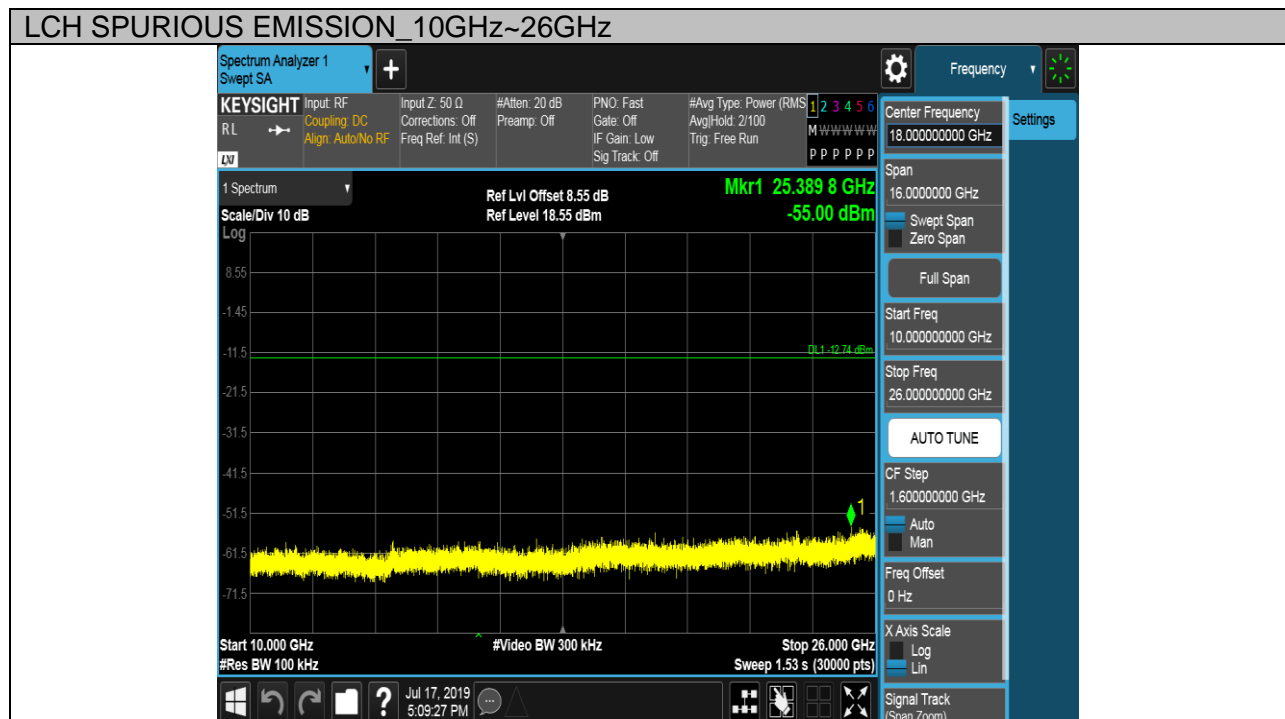 LCH SPURIOUS EMISSION_10GHz~26GHz
Spectrum Analyzer 1
Swept SA
+
Frequency
KEYSIGHT
RL
LXI
Input: RF
Coupling: DC
Align: Auto/No RF
Input Z: 50 Ω
Corrections: Off
Freq Ref: Int (S)
#Atten: 20 dB
Preamp: Off
PNO: Fast
Gate: Off
IF Gain: Low
Sig Track: Off
#Avg Type: Power (RMS
Avg|Hold: 2/100
Trig: Free Run
1 2 3 4 5 6
M W W W W W
P P P P P P
1 Spectrum
Scale/Div 10 dB
Log
Ref Lvl Offset 8.55 dB
Ref Level 18.55 dBm
Mkr1 25.389 8 GHz
-55.00 dBm
8.55
-1.45
-11.5
-21.5
-31.5
-41.5
-51.5
-61.5
-71.5
DL1 -12.74 dBm
1
Start 10.000 GHz
#Res BW 100 kHz
#Video BW 300 kHz
Stop 26.000 GHz
Sweep 1.53 s (30000 pts)
?
Jul 17, 2019
5:09:27 PM
Center Frequency
18.000000000 GHz
Span
16.0000000 GHz
Swept Span
Zero Span
Full Span
Start Freq
10.000000000 GHz
Stop Freq
26.000000000 GHz
AUTO TUNE
CF Step
1.600000000 GHz
Auto
Man
Freq Offset
0 Hz
X Axis Scale
Log
Lin
Signal Track
(Span Zoom)
Settings